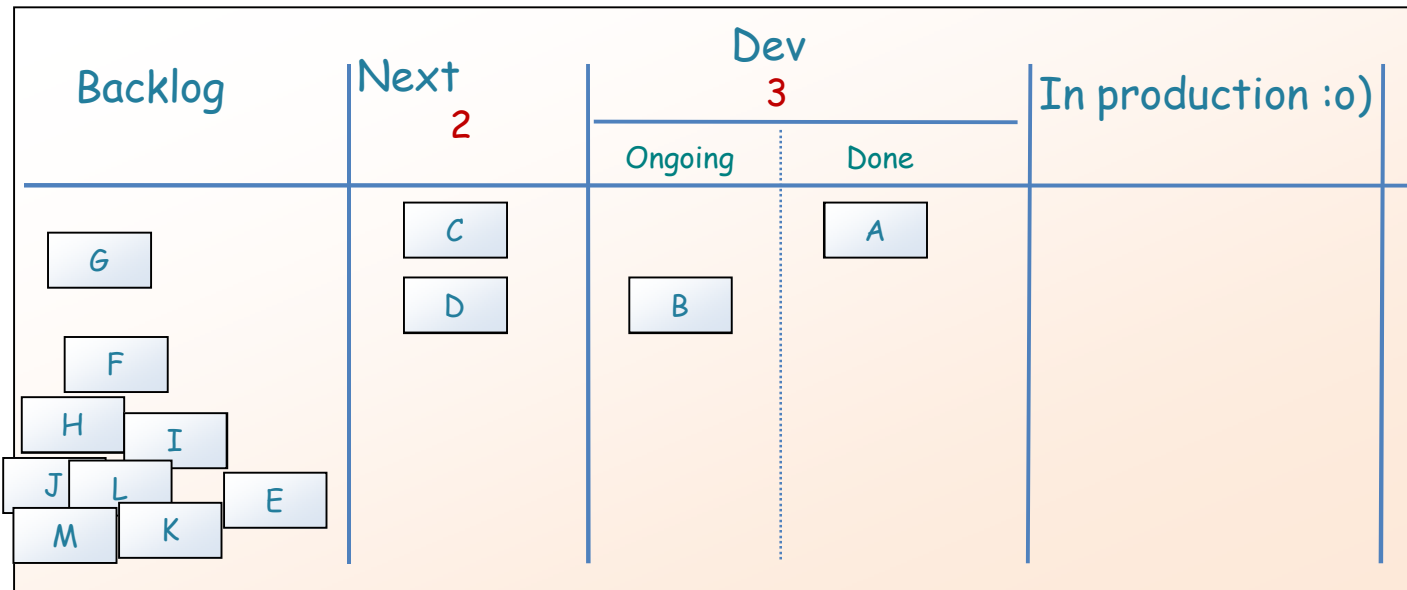 Backlog
Next
2
Dev
3
In production :o)
Ongoing
Done
C
A
G
D
B
F
H
I
J
L
E
M
K